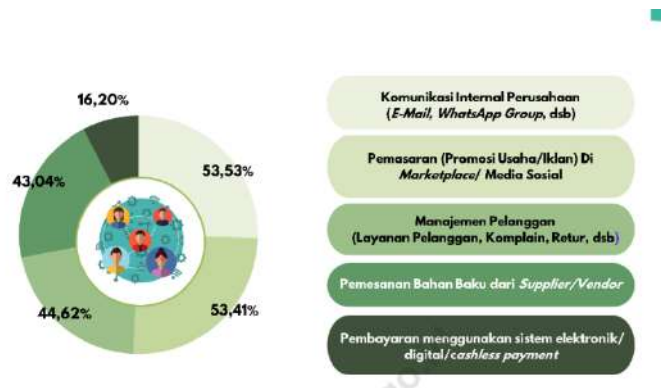 16,20%
53,53%
43,04%
44,62%
53,41%
Komunikasi Internal Perusahaan
(E-Mail, WhatsApp Group, dsb)
Pemasaran (Promosi Usaha/Iklan) Di
Marketplace/ Media Sosial
Manajemen Pelanggan
(Layanan Pelanggan, Komplain, Retur, dsb)
Pemesanan Bahan Baku dari Supplier/Vendor
Pembayaran menggunakan sistem elektronik/
digital/cashless payment